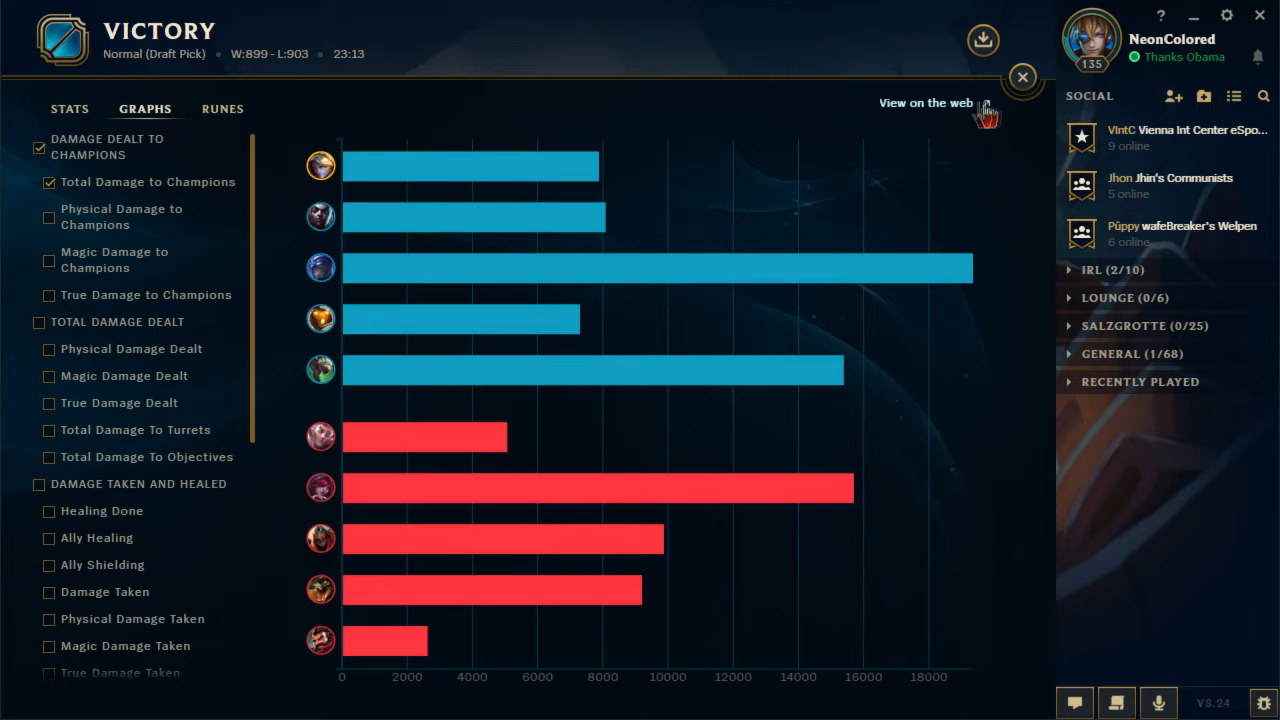 VICTORY
Normal (Draft Pick) • W:899 - L:903 • 23:13
STATS
GRAPHS
RUNES
View on the web
DAMAGE DEALT TO
CHAMPIONS
Total Damage to Champions
Physical Damage to
Champions
Magic Damage to
Champions
True Damage to Champions
TOTAL DAMAGE DEALT
Physical Damage Dealt
Magic Damage Dealt
True Damage Dealt
Total Damage To Turrets
Total Damage To Objectives
DAMAGE TAKEN AND HEALED
Healing Done
Ally Healing
Ally Shielding
Damage Taken
Physical Damage Taken
Magic Damage Taken
True Damage Taken
0 2000 4000 6000 8000 10000 12000 14000 16000 18000
?
135
NeonColored
Thanks Obama
SOCIAL
VIntC Vienna Int Center eSpo...
9 online
Jhon Jhin's Communists
5 online
Pûppy wafeBreaker's Welpen
6 online
IRL (2/10)
LOUNGE (0/6)
SALZGROTTE (0/25)
GENERAL (1/68)
RECENTLY PLAYED
V8.24